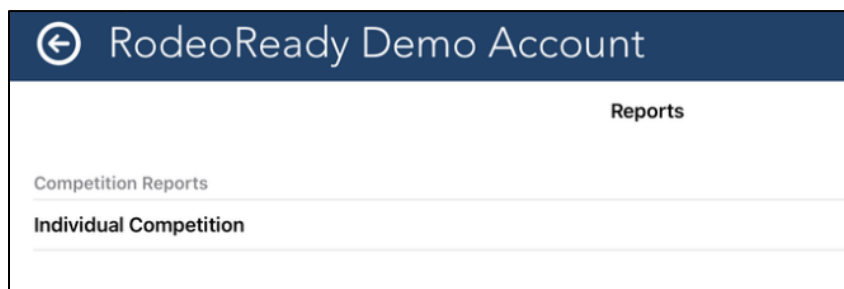 RodeoReady Demo Account
Reports
Competition Reports
Individual Competition